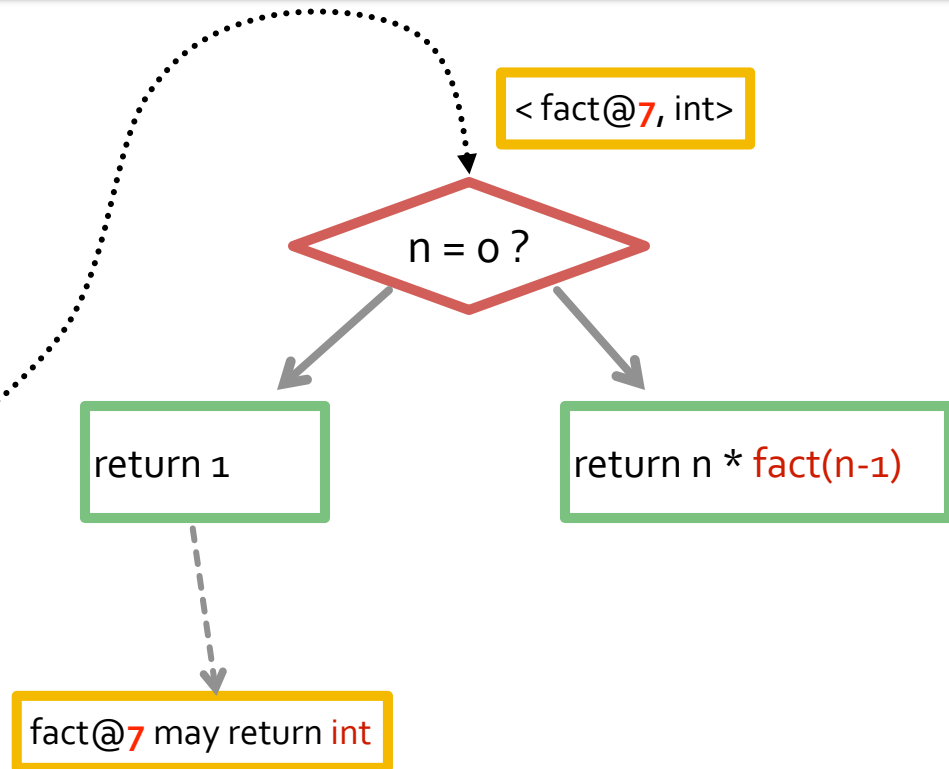 < fact@7, int>
n = 0 ?
return 1
return n * fact(n-1)
fact@7 may return int